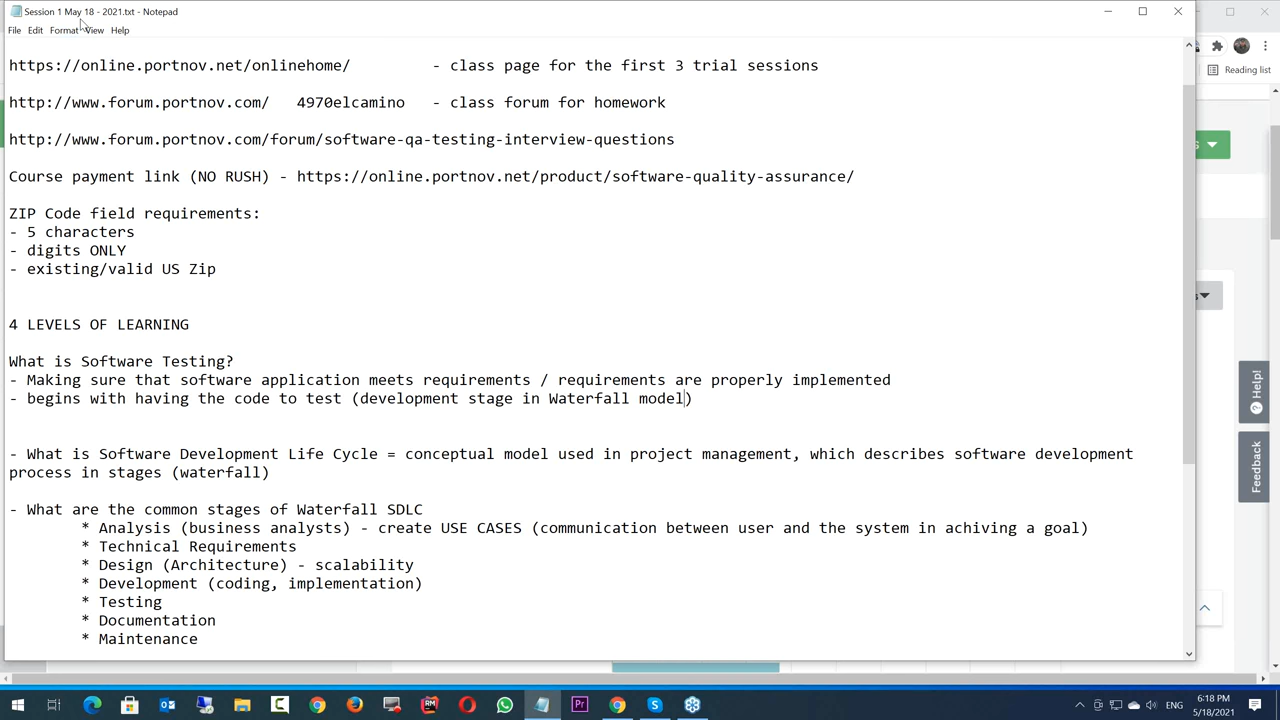 Session 1 May 18 - 2021.txt - Notepad
File Edit Format View Help
Reading list
https://online.portnov.net/onlinehome/ - class page for the first 3 trial sessions
http://www.forum.portnov.com/ 4970elcamino - class forum for homework
http://www.forum.portnov.com/forum/software-qa-testing-interview-questions
Course payment link (NO RUSH) - https://online.portnov.net/product/software-quality-assurance/
ZIP Code field requirements:
- 5 characters
- digits ONLY
- existing/valid US Zip
4 LEVELS OF LEARNING
What is Software Testing?
- Making sure that software application meets requirements / requirements are properly implemented
- begins with having the code to test (development stage in Waterfall model)
- What is Software Development Life Cycle = conceptual model used in project management, which describes software development
process in stages (waterfall)
- What are the common stages of Waterfall SDLC
* Analysis (business analysts) - create USE CASES (communication between user and the system in achiving a goal)
* Technical Requirements
* Design (Architecture) - scalability
* Development (coding, implementation)
* Testing
* Documentation
* Maintenance
Help!
Feedback
ENG
6:18 PM
5/18/2021